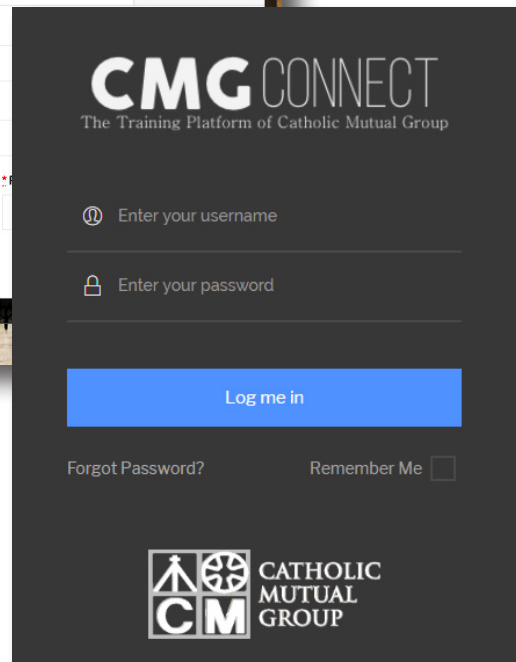 CMG CONNECT
The Training Platform of Catholic Mutual Group
Enter your username
Enter your password
Log me in
Forgot Password? Remember Me
CM
CATHOLIC
MUTUAL
GROUP